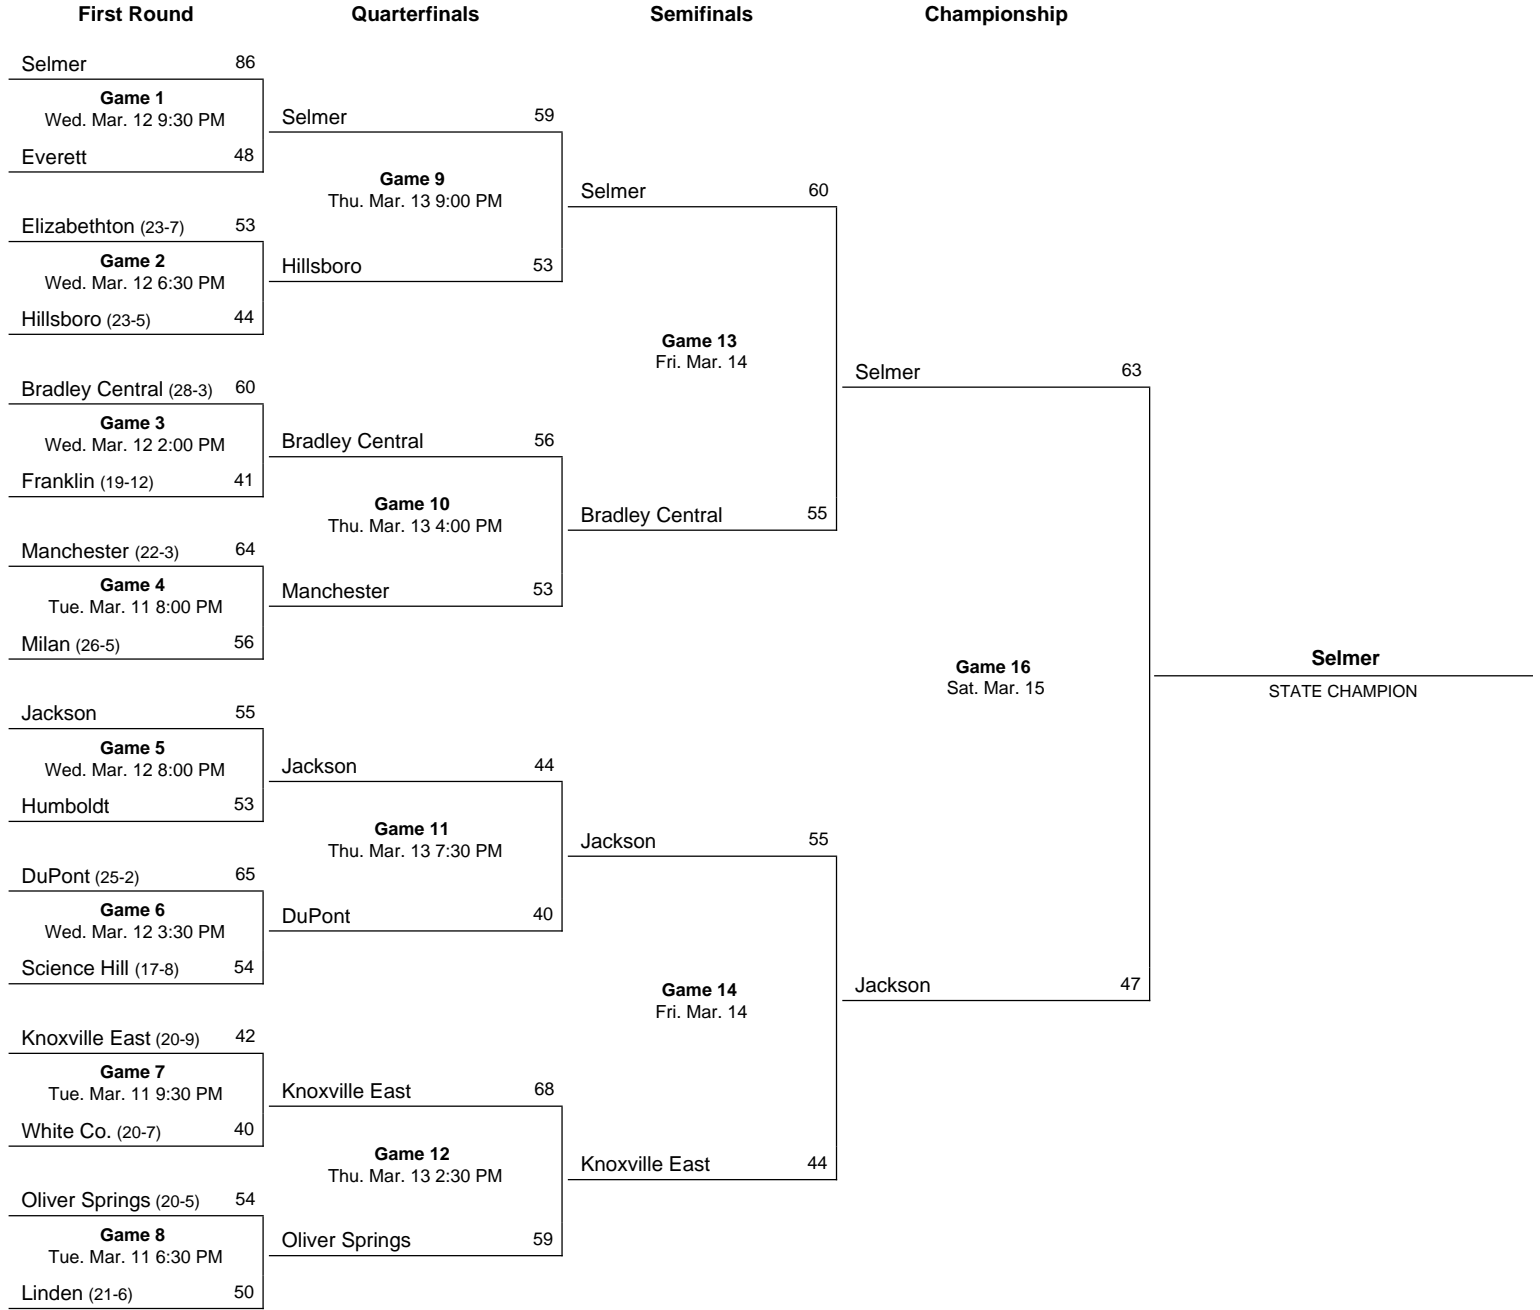 First Round
Quarterfinals
Semifinals
Championship
Selmer 86
Game 1
Wed. Mar. 12 9:30 PM
Everett 48
Elizabethton (23-7) 53
Game 2
Wed. Mar. 12 6:30 PM
Hillsboro (23-5) 44
Bradley Central (28-3) 60
Game 3
Wed. Mar. 12 2:00 PM
Franklin (19-12) 41
Manchester (22-3) 64
Game 4
Tue. Mar. 11 8:00 PM
Milan (26-5) 56
Jackson 55
Game 5
Wed. Mar. 12 8:00 PM
Humboldt 53
DuPont (25-2) 65
Game 6
Wed. Mar. 12 3:30 PM
Science Hill (17-8) 54
Knoxville East (20-9) 42
Game 7
Tue. Mar. 11 9:30 PM
White Co. (20-7) 40
Oliver Springs (20-5) 54
Game 8
Tue. Mar. 11 6:30 PM
Linden (21-6) 50
Selmer 59
Game 9
Thu. Mar. 13 9:00 PM
Hillsboro 53
Bradley Central 56
Game 10
Thu. Mar. 13 4:00 PM
Manchester 53
Jackson 44
Game 11
Thu. Mar. 13 7:30 PM
DuPont 40
Knoxville East 68
Game 12
Thu. Mar. 13 2:30 PM
Oliver Springs 59
Selmer 60
Game 13
Fri. Mar. 14
Bradley Central 55
Jackson 55
Game 14
Fri. Mar. 14
Knoxville East 44
Selmer 63
Game 16
Sat. Mar. 15
Jackson 47
Selmer
STATE CHAMPION